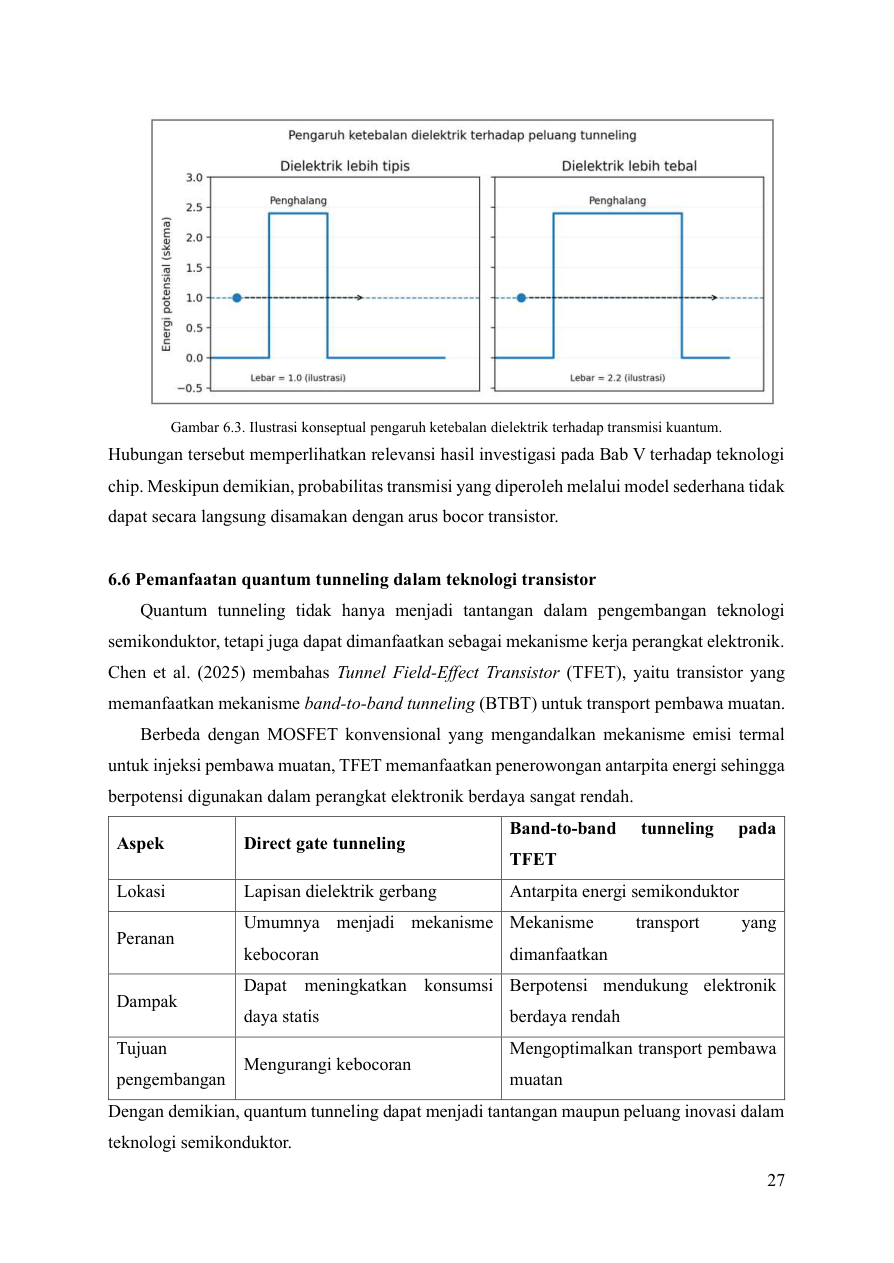 Pengaruh ketebalan dielektrik terhadap peluang tunneling
Dielektrik lebih tipis
Energi potensial (skema)
3.0
2.5
2.0
1.5
1.0
0.5
0.0
−0.5
Penghalang
Lebar = 1.0 (ilustrasi)
Dielektrik lebih tebal
Penghalang
Lebar = 2.2 (ilustrasi)
Gambar 6.3. Ilustrasi konseptual pengaruh ketebalan dielektrik terhadap transmisi kuantum.
Hubungan tersebut memperlihatkan relevansi hasil investigasi pada Bab V terhadap teknologi
chip. Meskipun demikian, probabilitas transmisi yang diperoleh melalui model sederhana tidak
dapat secara langsung disamakan dengan arus bocor transistor.
6.6 Pemanfaatan quantum tunneling dalam teknologi transistor
Quantum tunneling tidak hanya menjadi tantangan dalam pengembangan teknologi
semikonduktor, tetapi juga dapat dimanfaatkan sebagai mekanisme kerja perangkat elektronik.
Chen et al. (2025) membahas Tunnel Field-Effect Transistor (TFET), yaitu transistor yang
memanfaatkan mekanisme band-to-band tunneling (BTBT) untuk transport pembawa muatan.
Berbeda dengan MOSFET konvensional yang mengandalkan mekanisme emisi termal
untuk injeksi pembawa muatan, TFET memanfaatkan penerowongan antarpita energi sehingga
berpotensi digunakan dalam perangkat elektronik berdaya sangat rendah.
Aspek
Direct gate tunneling
Band-to-band tunneling pada
TFET
Lokasi
Lapisan dielektrik gerbang
Antarpita energi semikonduktor
Peranan
Umumnya menjadi mekanisme
kebocoran
Mekanisme transport yang
dimanfaatkan
Dampak
Dapat meningkatkan konsumsi
daya statis
Berpotensi mendukung elektronik
berdaya rendah
Tujuan
pengembangan
Mengurangi kebocoran
Mengoptimalkan transport pembawa
muatan
Dengan demikian, quantum tunneling dapat menjadi tantangan maupun peluang inovasi dalam
teknologi semikonduktor.
27